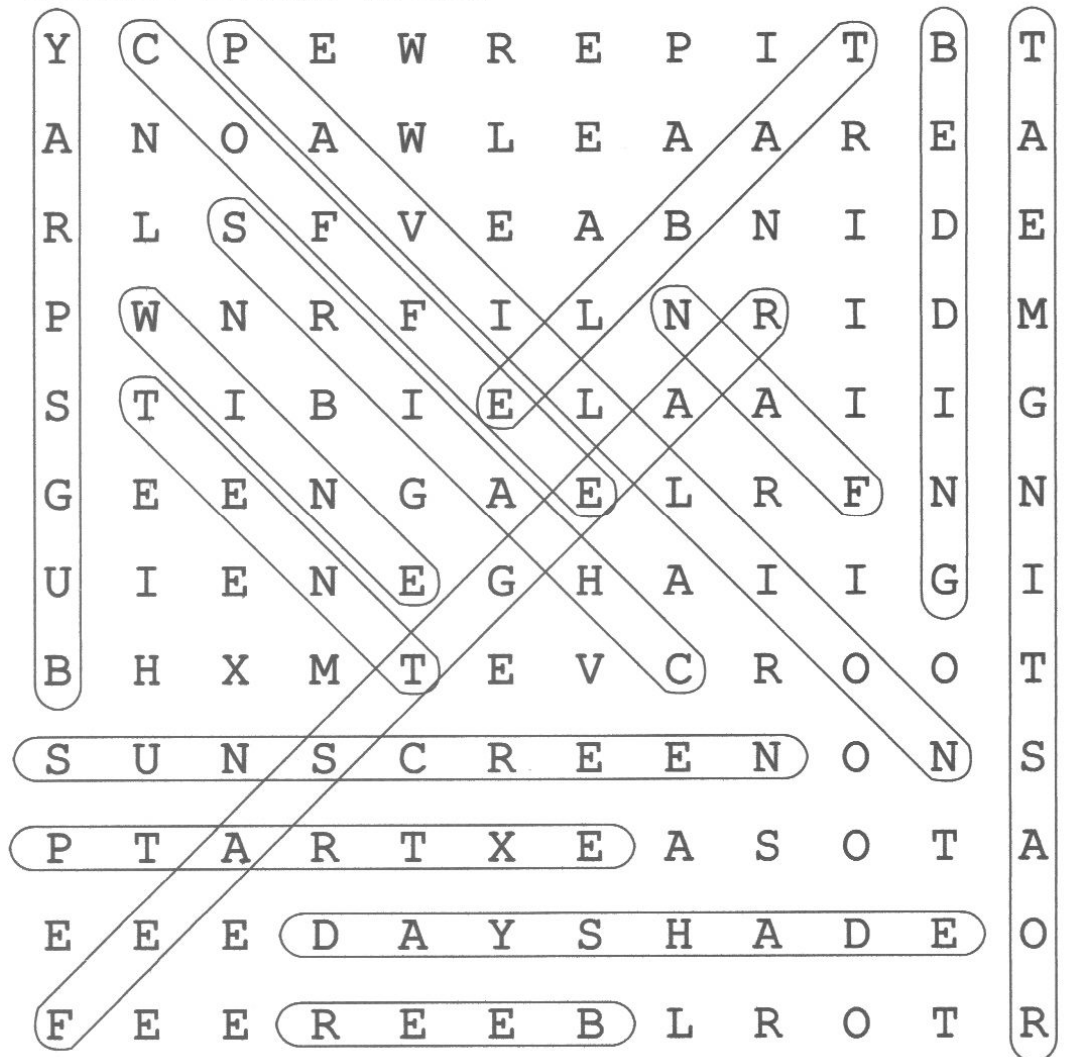 Y C P E W R E P I T B T
A N O A W L E A A R E A
R L S F V E A B N I D E
P W N R F I L N R I D M
S T I B I E L A A I I G
G E E N G A E L R F N N
U I E N E G H A I I G I
B H X M T E V C R O O T
S U N S C R E E N O N S
P T A R T X E A S O T A
E E E D A Y S H A D E O
F E E R E E B L R O T R